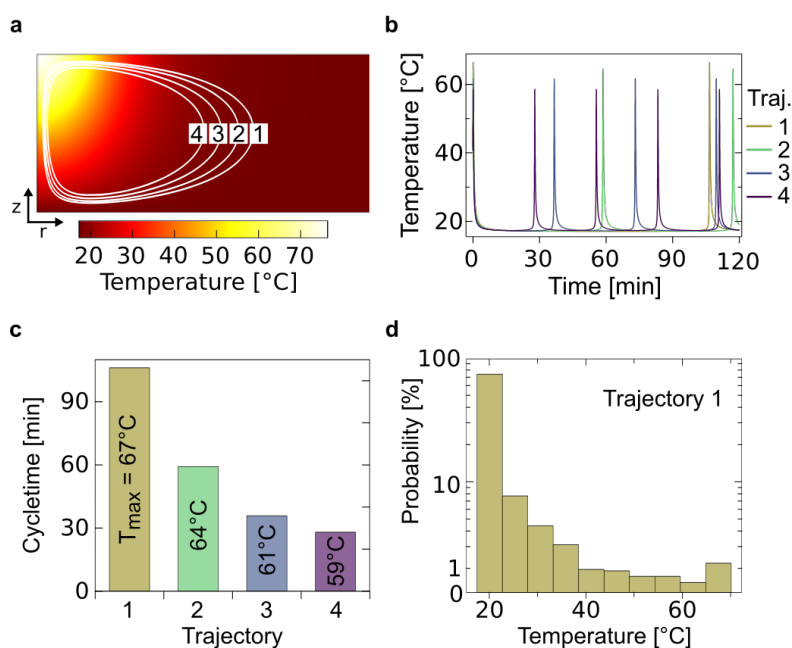 a
4 3 2 1
z
r
20 30 40 50 60 70
Temperature [°C]
b
Temperature [°C]
60
40
20
0 30 60 90 120
Time [min]
Traj.
1
2
3
4
c
Cycletime [min]
90
60
30
0
Tmax = 67°C
64°C
61°C
59°C
1 2 3 4
Trajectory
d
Probability [%]
100
10
1
0
Trajectory 1
20 40 60
Temperature [°C]